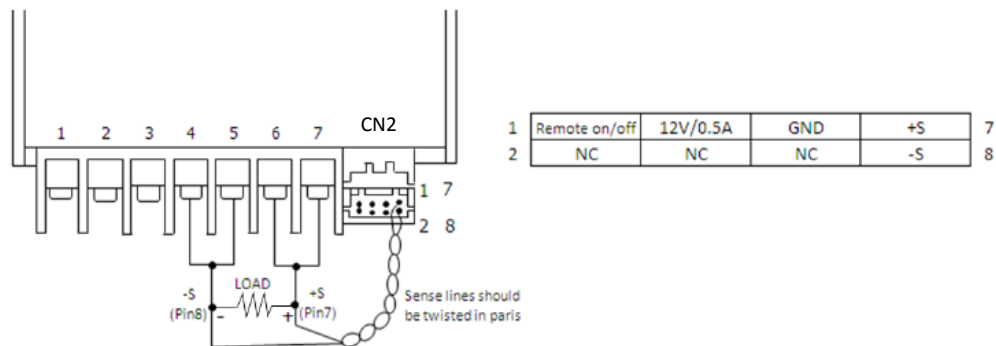 1 2 3 4 5 6 7 CN2
1 7
2 8
LOAD
-S
(Pin8)
-
+
+S
(Pin7)
Sense lines should
be twisted in paris
1 Remote on/off 12V/0.5A GND +S 7
2 NC NC NC -S 8